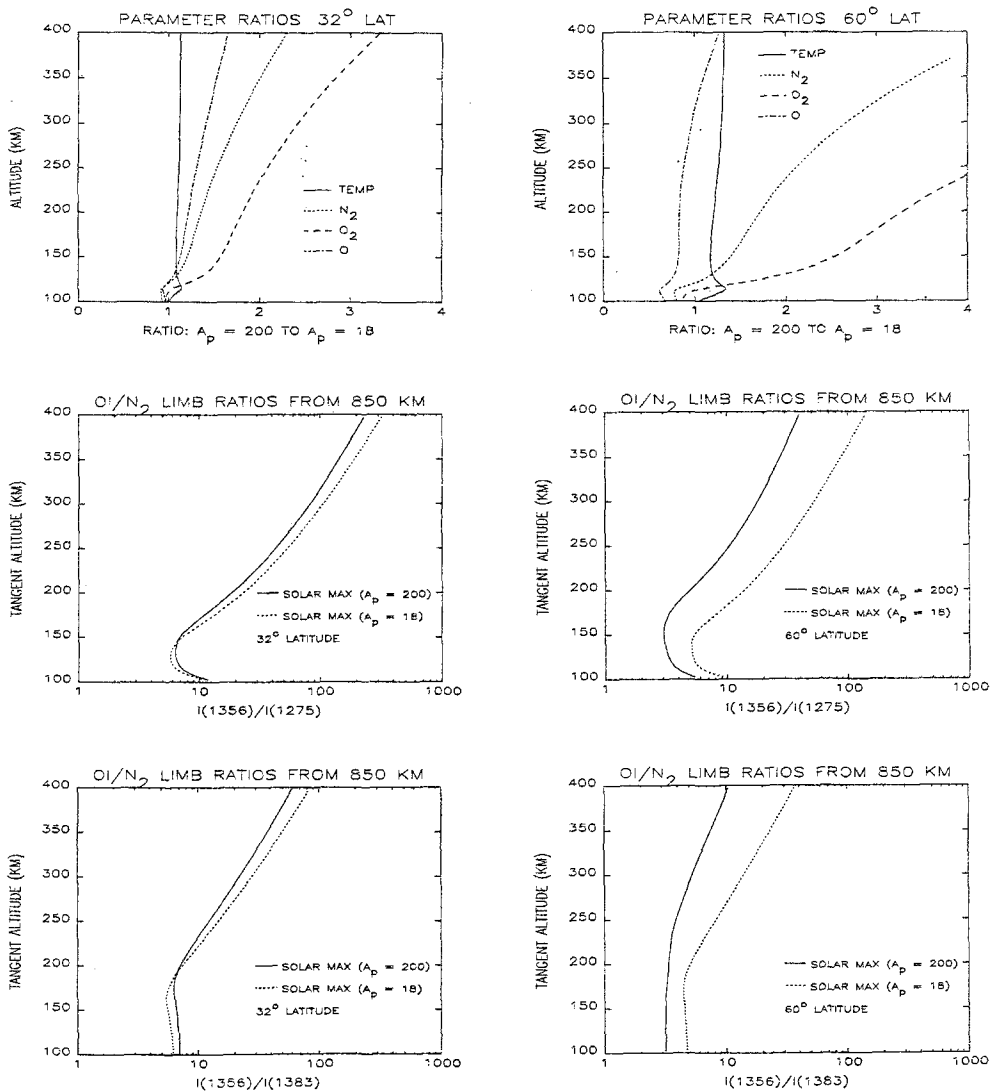 PARAMETER RATIOS 32° LAT
400
350
300
250
200
150
100
ALTITUDE (KM)
TEMP
N₂
O₂
O
0
1
2
3
4
RATIO: Aₚ = 200 TO Aₚ = 18
PARAMETER RATIOS 60° LAT
400
350
300
250
200
150
100
ALTITUDE (KM)
TEMP
N₂
O₂
O
0
1
2
3
4
RATIO: Aₚ = 200 TO Aₚ = 18
OI/N₂ LIMB RATIOS FROM 850 KM
400
350
300
250
200
150
100
TANGENT ALTITUDE (KM)
SOLAR MAX (Aₚ = 200)
SOLAR MAX (Aₚ = 18)
32° LATITUDE
1
10
100
1000
I(1356)/I(1275)
OI/N₂ LIMB RATIOS FROM 850 KM
400
350
300
250
200
150
100
TANGENT ALTITUDE (KM)
SOLAR MAX (Aₚ = 200)
SOLAR MAX (Aₚ = 18)
60° LATITUDE
1
10
100
1000
I(1356)/I(1275)
OI/N₂ LIMB RATIOS FROM 850 KM
400
350
300
250
200
150
100
TANGENT ALTITUDE (KM)
SOLAR MAX (Aₚ = 200)
SOLAR MAX (Aₚ = 18)
32° LATITUDE
1
10
100
1000
I(1356)/I(1383)
OI/N₂ LIMB RATIOS FROM 850 KM
400
350
300
250
200
150
100
TANGENT ALTITUDE (KM)
SOLAR MAX (Aₚ = 200)
SOLAR MAX (Aₚ = 18)
60° LATITUDE
1
10
100
1000
I(1356)/I(1383)